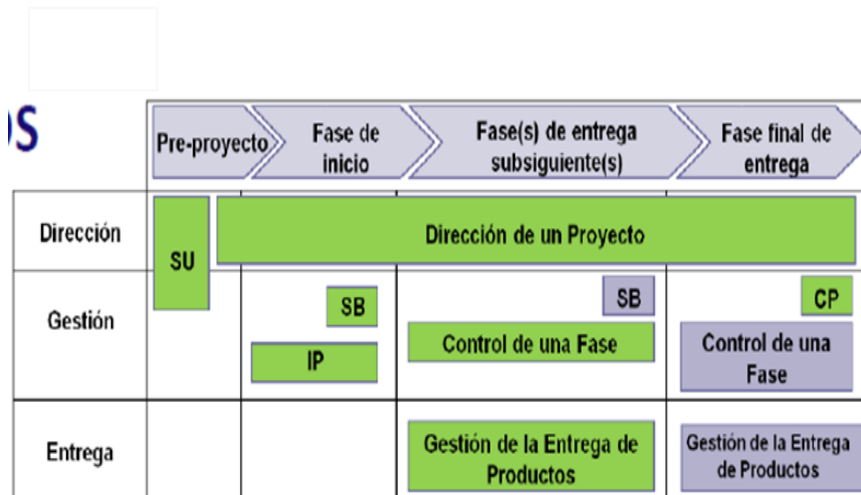 os
Pre-proyecto
Fase de
inicio
Fase(s) de entrega
subsiguiente(s)
Fase final de
entrega
Dirección
SU
Dirección de un Proyecto
Gestión
SB
SB
CP
IP
Control de una Fase
Control de una
Fase
Entrega
Gestión de la Entrega de
Productos
Gestión de la Entrega
de Productos